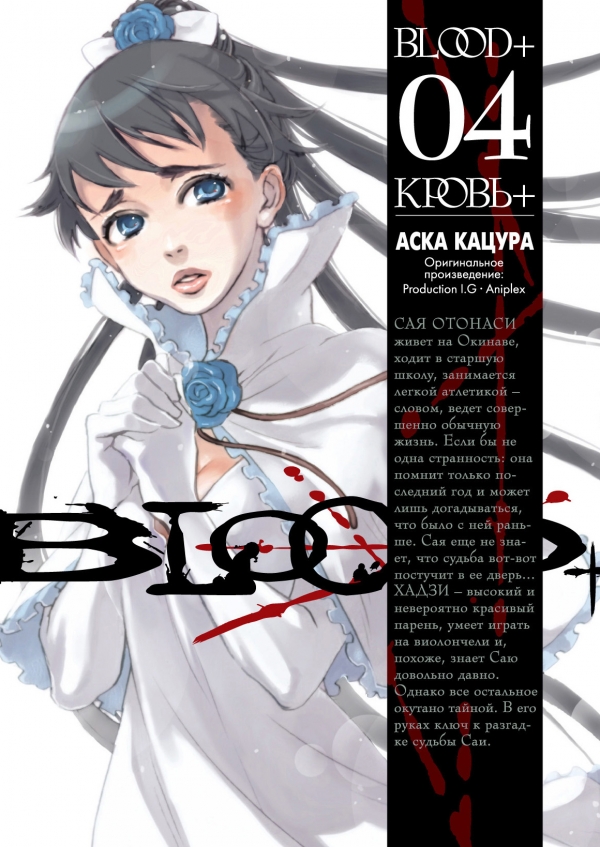 BLOOD+
04
КРОВЬ+
АСКА КАЦУРА
Оригинальное
произведение:
Production I.G · Aniplex
САЯ ОТОНАСИ
живет на Окинаве,
ходит в старшую
школу, занимается
легкой атлетикой –
словом, ведет совер-
шенно обычную
жизнь. Если бы не
одна странность: она
помнит только по-
следний год и может
лишь догадываться,
что было с ней рань-
ше. Сая еще не зна-
ет, что судьба вот-вот
постучит в ее дверь...
ХАДЗИ – высокий и
невероятно красивый
парень, умеет играть
на виолончели и,
похоже, знает Саю
довольно давно.
Однако все остальное
окутано тайной. В его
руках ключ к разгад-
ке судьбы Саи.
BLOOD+